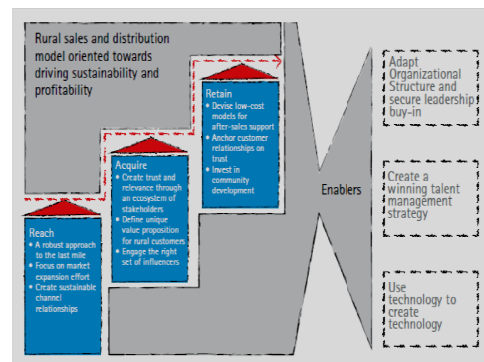 Rural sales and distribution
model oriented towards
driving sustainability and
profitability
Reach
• A robust approach
to the last mile
• Focus on market
expansion effort
• Create sustainable
channel
relationships
Acquire
• Create trust and
relevance through
an ecosystem of
stakeholders
• Define unique
value proposition
for rural customers
• Engage the right
set of influencers
Retain
• Devise low-cost
models for
after-sales support
• Anchor customer
relationships on
trust
• Invest in
community
development
Enablers
Adapt
Organizational
Structure and
secure leadership
buy-in
Create a
winning talent
management
strategy
Use
technology to
create
technology